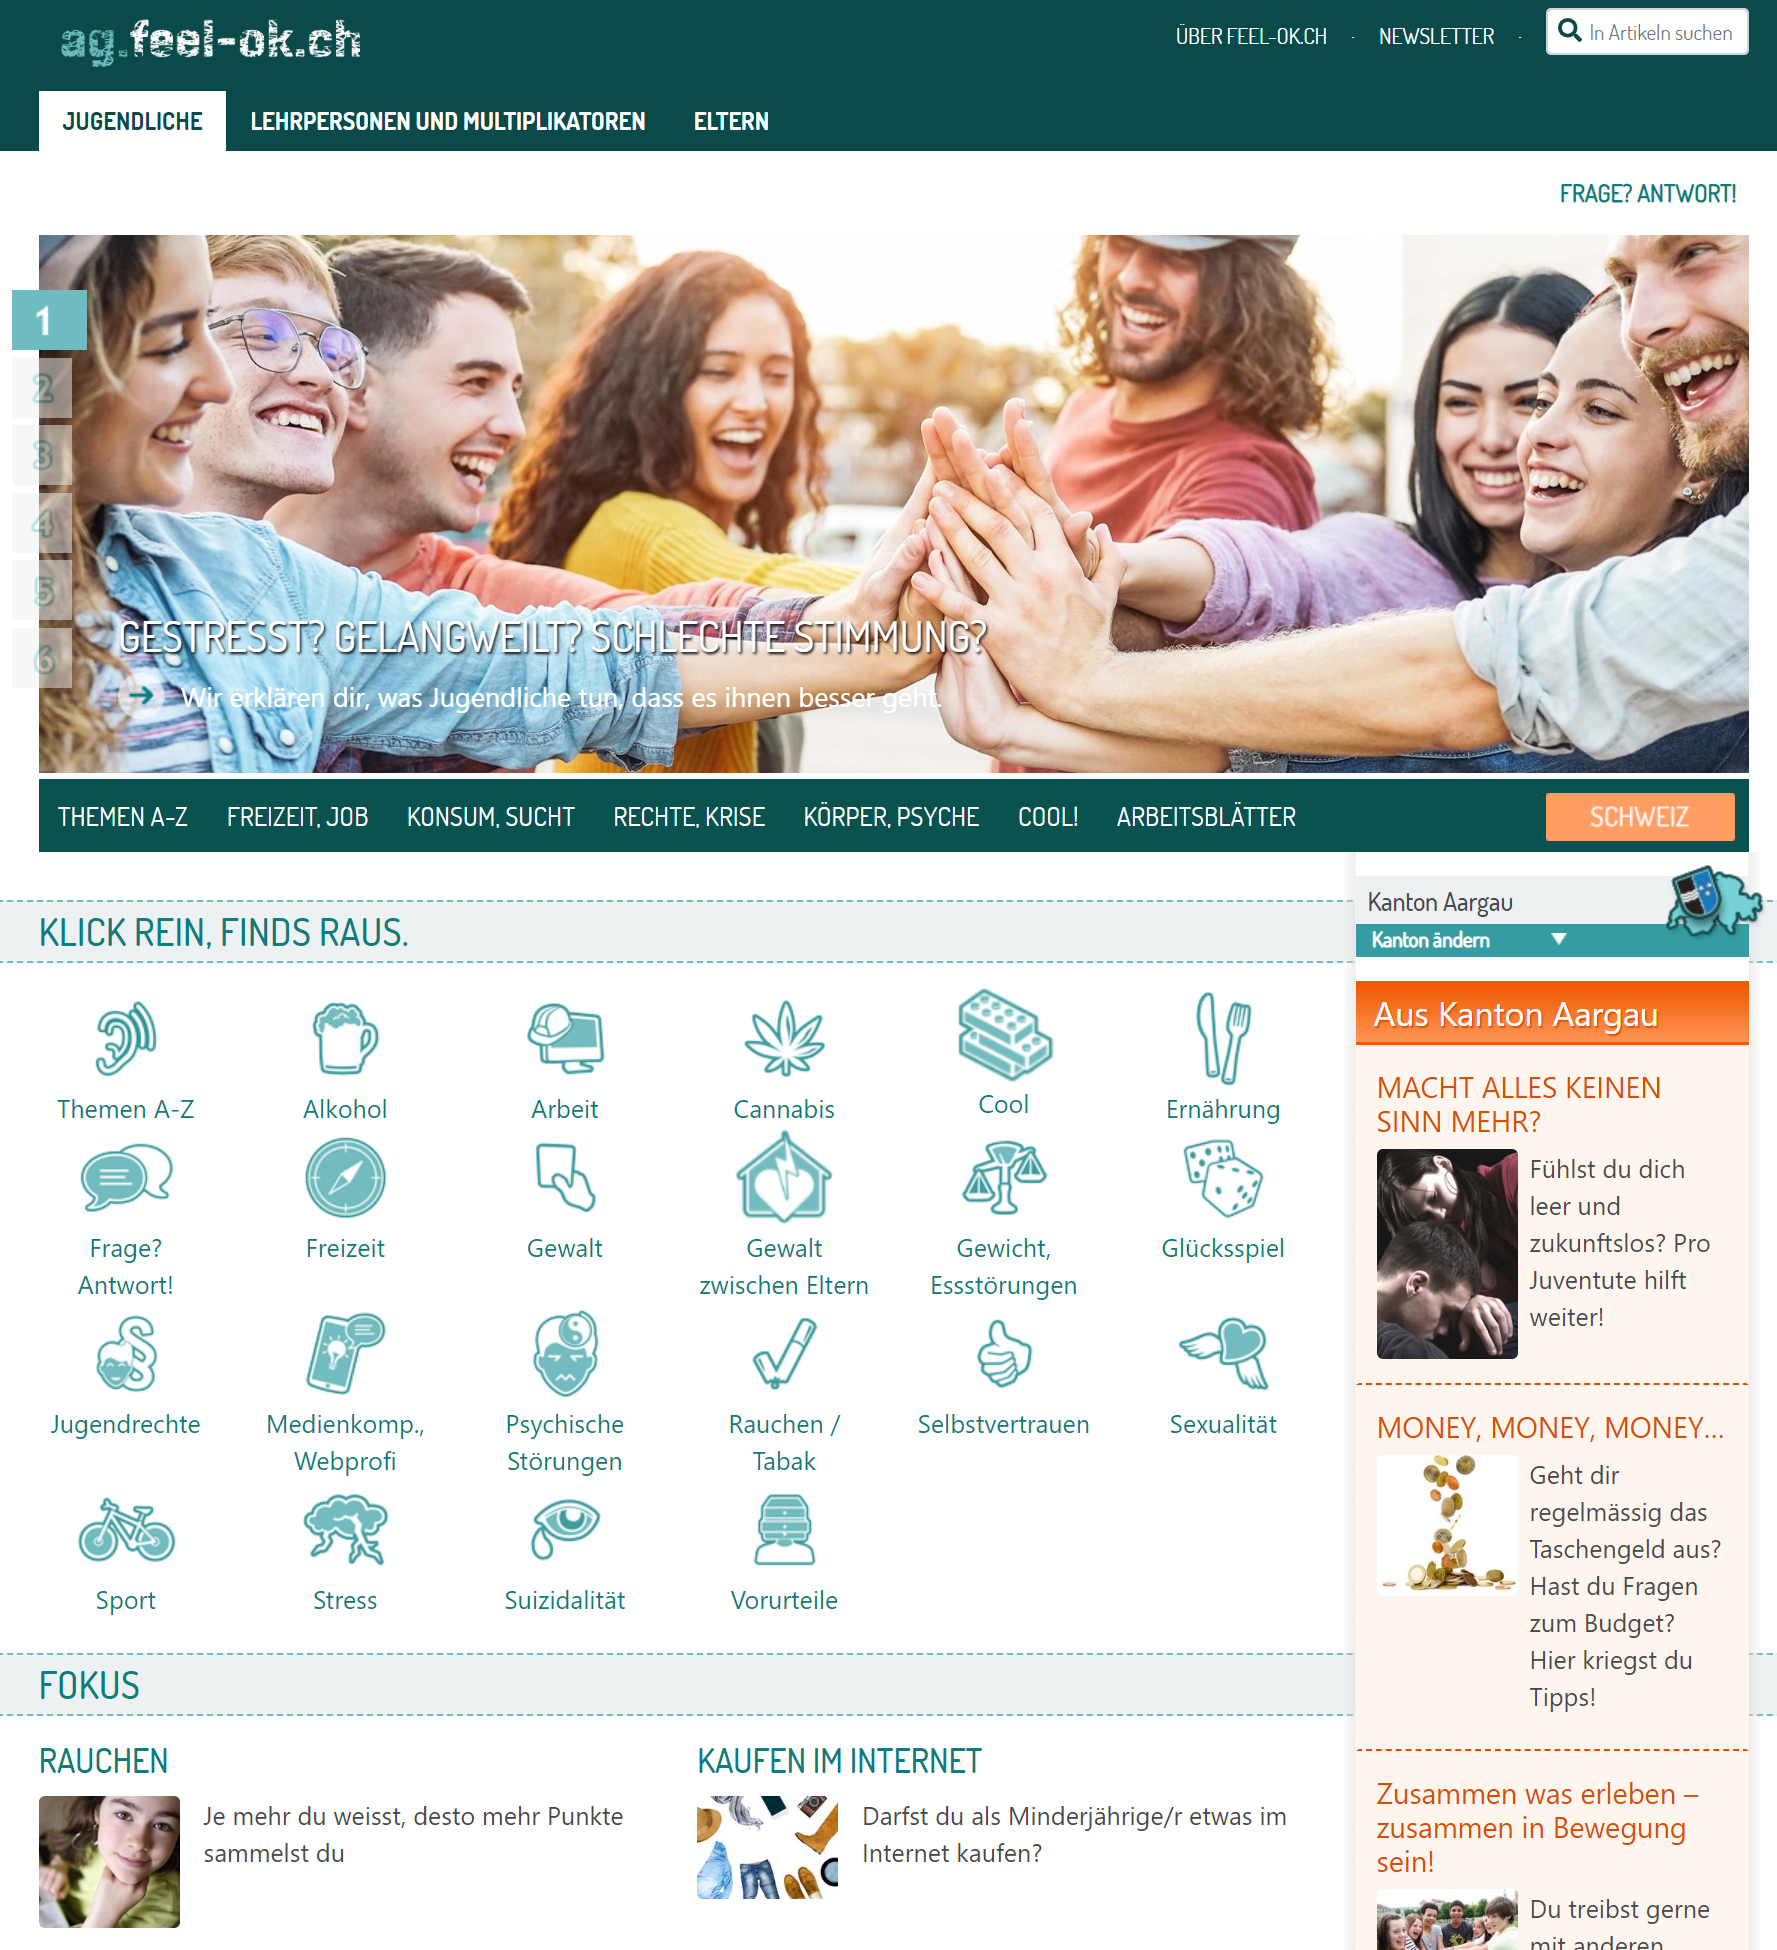 ag.feel-ok.ch
ÜBER FEEL-OK.CH · NEWSLETTER ·
In Artikeln suchen
JUGENDLICHE
LEHRPERSONEN UND MULTIPLIKATOREN
ELTERN
FRAGE? ANTWORT!
1
2
3
4
5
6
GESTRESST? GELANGWEILT? SCHLECHTE STIMMUNG?
Wir erklären dir, was Jugendliche tun, dass es ihnen besser geht.
THEMEN A-Z
FREIZEIT, JOB
KONSUM, SUCHT
RECHTE, KRISE
KÖRPER, PSYCHE
COOL!
ARBEITSBLÄTTER
SCHWEIZ
KLICK REIN, FINDS RAUS.
Themen A-Z
Alkohol
Arbeit
Cannabis
Cool
Ernährung
Frage?
Antwort!
Freizeit
Gewalt
Gewalt
zwischen Eltern
Gewicht,
Essstörungen
Glücksspiel
Jugendrechte
Medienkomp.,
Webprofi
Psychische
Störungen
Rauchen /
Tabak
Selbstvertrauen
Sexualität
Sport
Stress
Suizidalität
Vorurteile
FOKUS
RAUCHEN
Je mehr du weisst, desto mehr Punkte
sammelst du
KAUFEN IM INTERNET
Darfst du als Minderjährige/r etwas im
Internet kaufen?
Kanton Aargau
Kanton ändern
Aus Kanton Aargau
MACHT ALLES KEINEN
SINN MEHR?
Fühlst du dich
leer und
zukunftslos? Pro
Juventute hilft
weiter!
MONEY, MONEY, MONEY...
Geht dir
regelmässig das
Taschengeld aus?
Hast du Fragen
zum Budget?
Hier kriegst du
Tipps!
Zusammen was erleben –
zusammen in Bewegung
sein!
Du treibst gerne
mit anderen